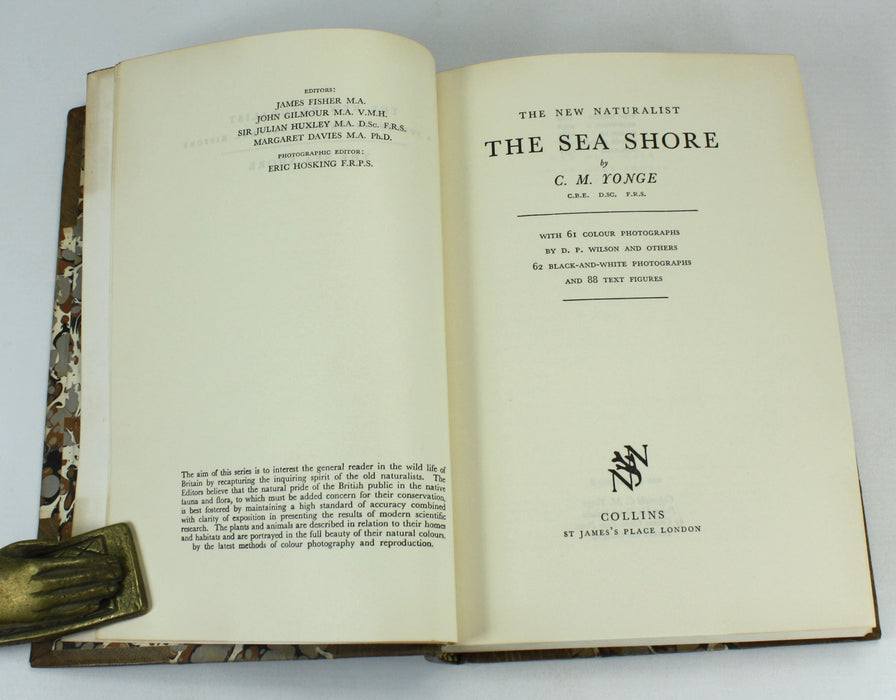 EDITORS:
JAMES FISHER M.A.
JOHN GILMOUR M.A. V.M.H.
SIR JULIAN HUXLEY M.A. D.Sc. F.R.S.
MARGARET DAVIES M.A. Ph.D.
PHOTOGRAPHIC EDITOR:
ERIC HOSKING F.R.P.S.
The aim of this series is to interest the general reader in the wild life of
Britain by recapturing the inquiring spirit of the old naturalists. The
Editors believe that the natural pride of the British public in the native
fauna and flora, to which must be added concern for their conservation,
is best fostered by maintaining a high standard of accuracy combined
with clarity of exposition in presenting the results of modern scientific
research. The plants and animals are described in relation to their homes
and habitats and are portrayed in the full beauty of their natural colours,
by the latest methods of colour photography and reproduction.
THE NEW NATURALIST
THE SEA SHORE
by
C. M. YONGE
C.B.E. D.SC. F.R.S.
WITH 61 COLOUR PHOTOGRAPHS
BY D. P. WILSON AND OTHERS
62 BLACK-AND-WHITE PHOTOGRAPHS
AND 88 TEXT FIGURES
NN
COLLINS
ST JAMES'S PLACE LONDON